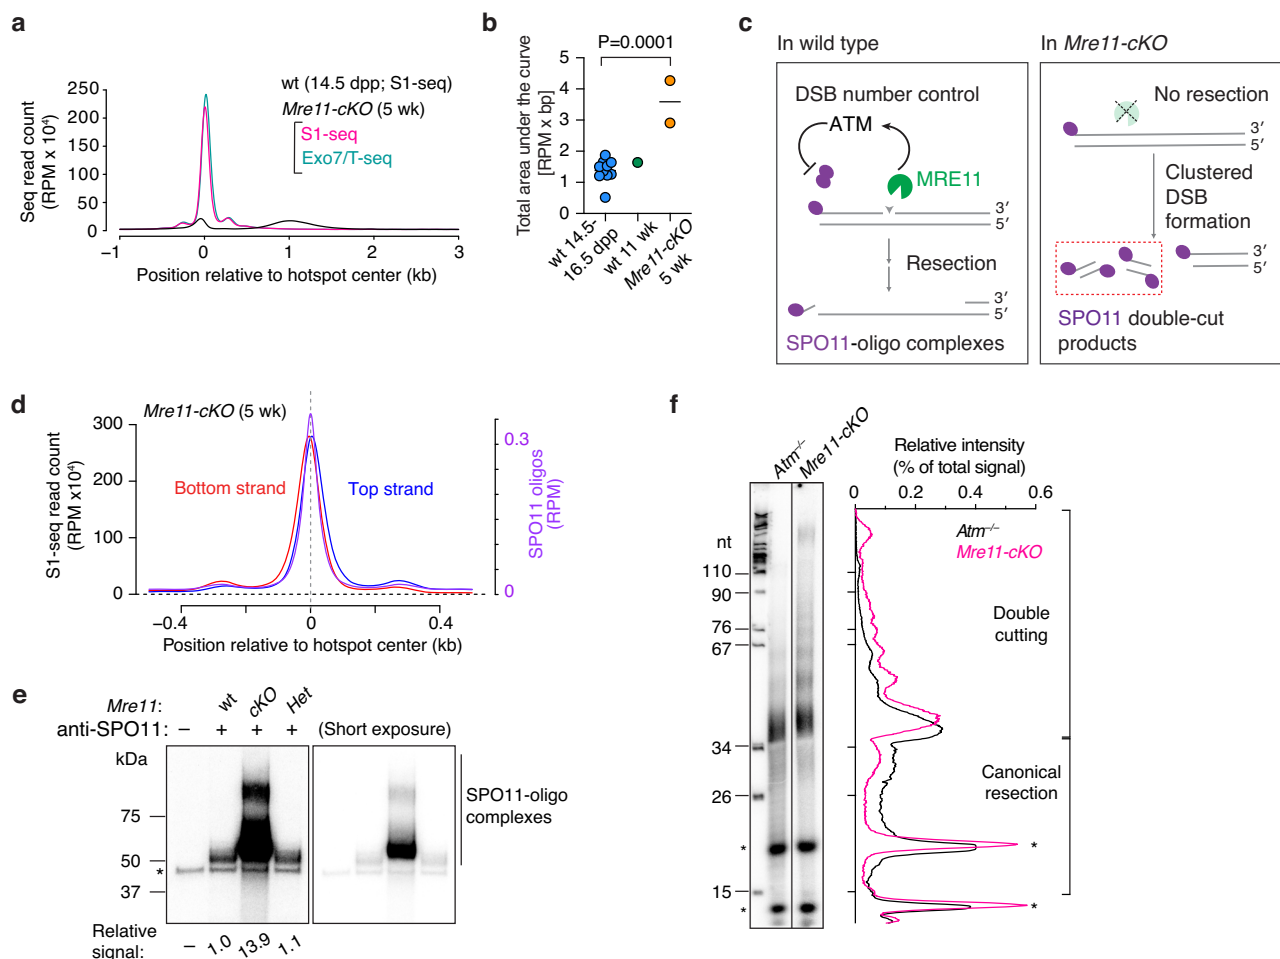 a
wt (14.5 dpp; S1-seq)
Mre11-cKO (5 wk)
S1-seq
Exo7/T-seq
Seq read count
(RPM x 10⁴)
250
200
150
100
50
0
−1
0
1
2
3
Position relative to hotspot center (kb)
b
P=0.0001
Total area under the curve
[RPM x bp]
5
4
3
2
1
0
wt 14.5-
16.5 dpp
wt 11 wk
Mre11-cKO
5 wk
c
In wild type
DSB number control
ATM
MRE11
3′
5′
Resection
3′
5′
SPO11-oligo complexes
In Mre11-cKO
No resection
3′
5′
Clustered
DSB
formation
3′
5′
SPO11 double-cut
products
d
Mre11-cKO (5 wk)
S1-seq read count
(RPM x10⁴)
300
200
100
0
Bottom strand
Top strand
0.3
0
SPO11 oligos
(RPM)
−0.4
0
0.4
Position relative to hotspot center (kb)
e
Mre11:
wt
cKO
Het
anti-SPO11:
−
+
+
+
(Short exposure)
kDa
75
50
*
37
SPO11-oligo
complexes
Relative
signal:
−
1.0
13.9
1.1
f
Atm−/−
Mre11-cKO
nt
110
90
76
67
34
26
*
15
*
Relative intensity
(% of total signal)
0
0.2
0.4
0.6
Atm−/−
Mre11-cKO
Double
cutting
Canonical
resection
*
*